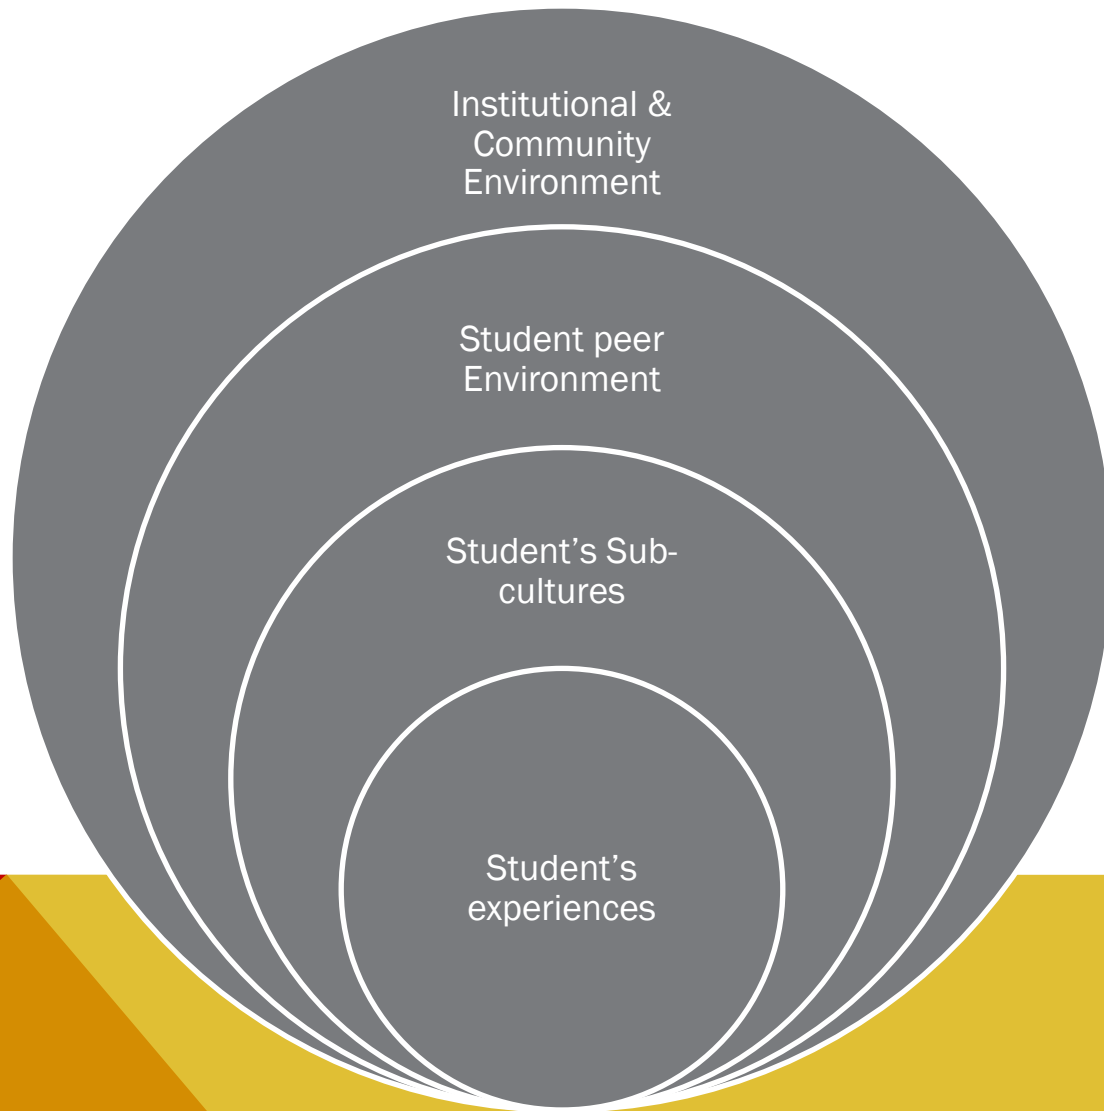 Institutional &
Community
Environment
Student peer
Environment
Student’s Sub-
cultures
Student’s
experiences